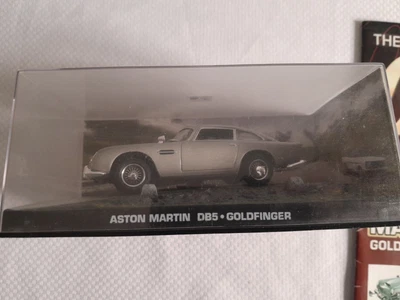 THE
ASTON MARTIN DB5 • GOLDFINGER
GOLD